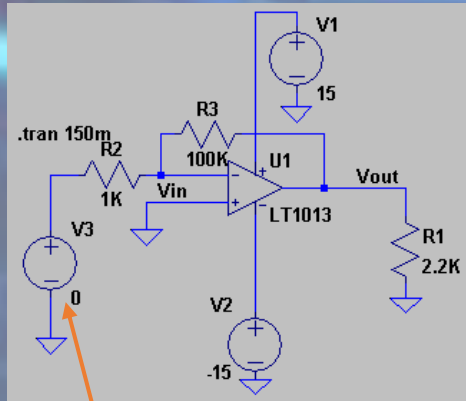 V1
15
R3
.tran 150m
R2
100K
U1
1K
Vin
Vout
LT1013
R1
2.2K
V3
0
V2
-15